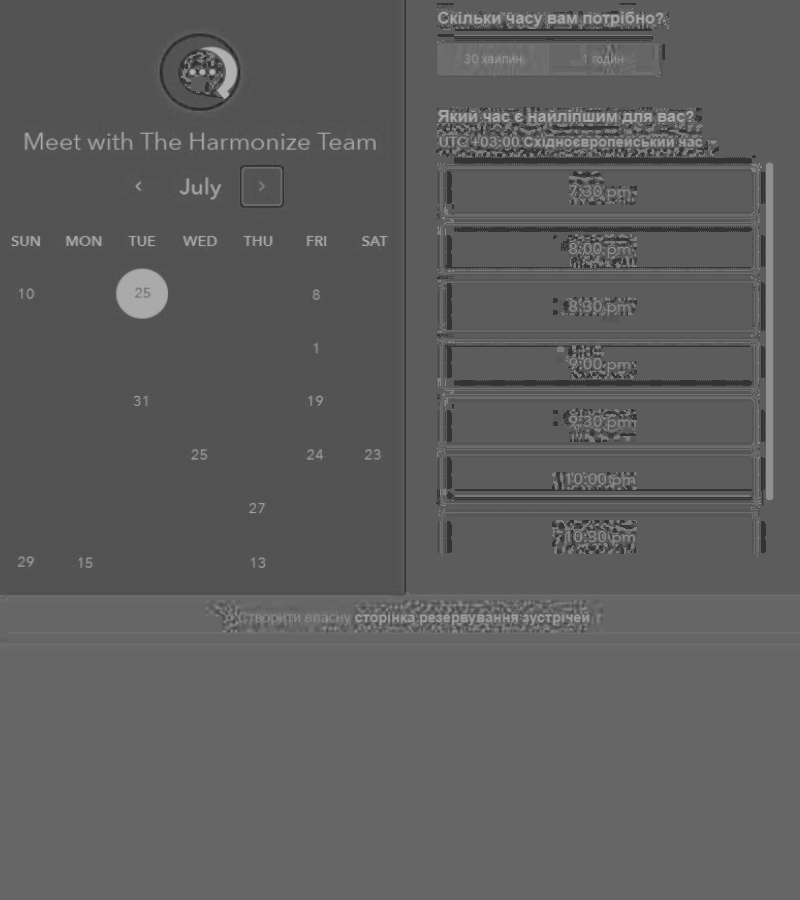 Meet with The Harmonize Team
July
SUN MON TUE WED THU FRI SAT
10 25 8
1
31 19
25 24 23
27
29 15 13
Скільки часу вам потрібно?
30 хвилин 1 годин
Який час є найліпшим для вас?
UTC +03:00 Східноєвропейський час
7:30 pm
8:00 pm
8:30 pm
9:00 pm
9:30 pm
10:00 pm
10:30 pm
Створити власну сторінка резервування зустрічей